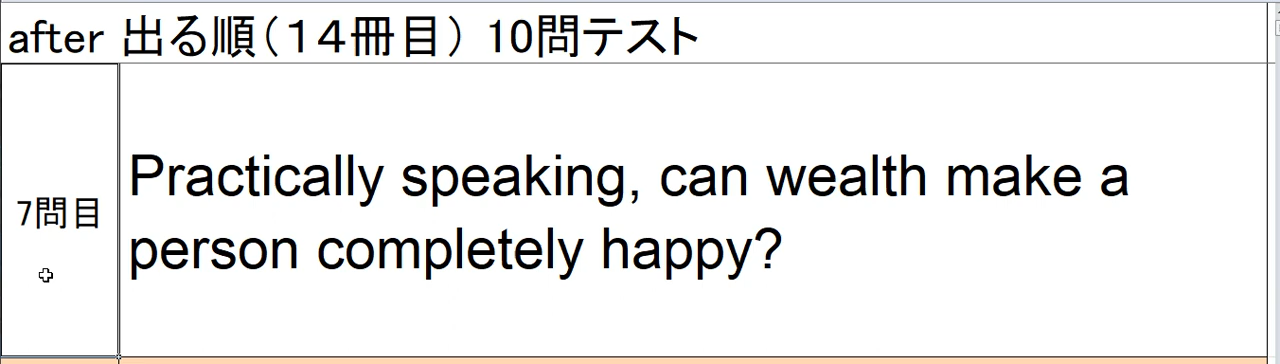 after 出る順（１４冊目） 10問テスト
7問目
Practically speaking, can wealth make a
person completely happy?